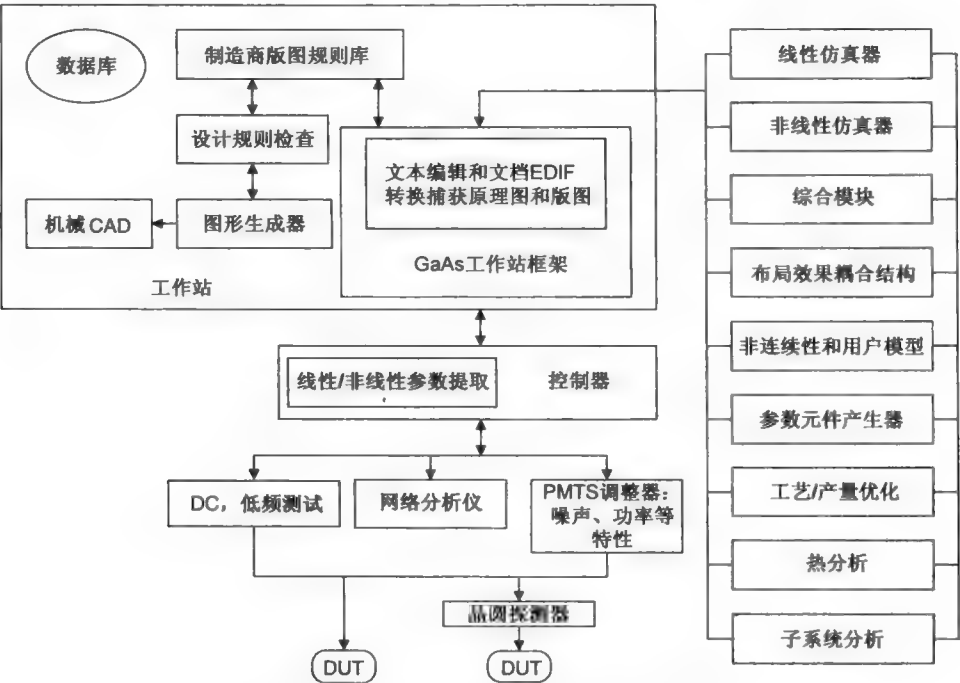 数据库
制造商版图规则库
设计规则检查
机械 CAD
图形生成器
工作站
文本编辑和文档EDIF
转换捕获原理图和版图
GaAs工作站框架
线性/非线性参数提取
控制器
DC，低频测试
网络分析仪
PMTS调整器：
噪声、功率等
特性
晶圆探测器
DUT
DUT
线性仿真器
非线性仿真器
综合模块
布局效果耦合结构
非连续性和用户模型
参数元件产生器
工艺/产量优化
热分析
子系统分析